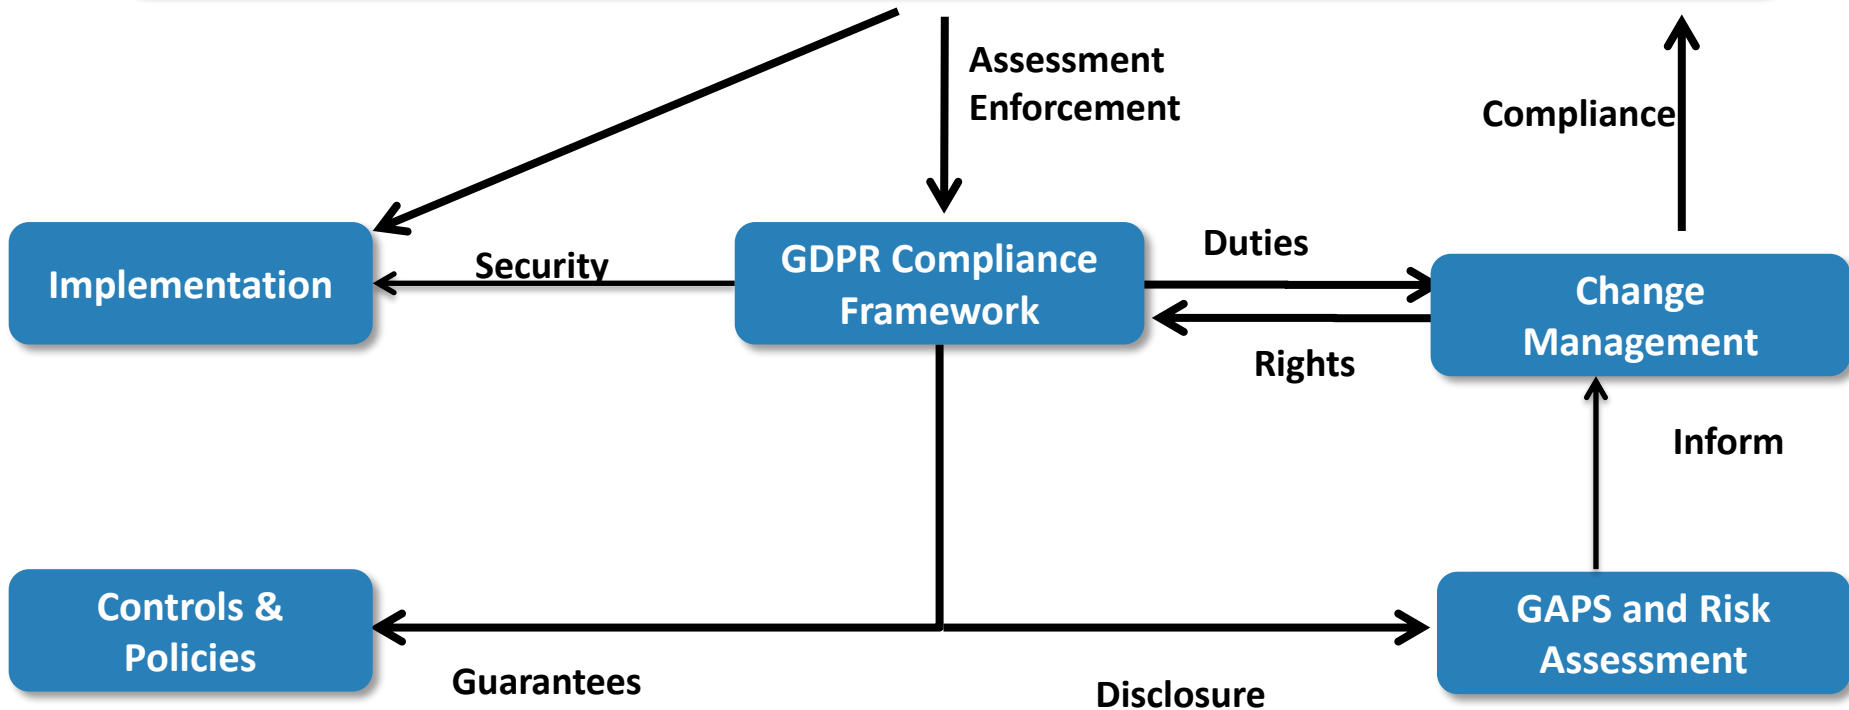 Assessment
Enforcement
Compliance
Implementation
Security
GDPR Compliance
Framework
Duties
Rights
Change
Management
Inform
Controls &
Policies
Guarantees
Disclosure
GAPS and Risk
Assessment